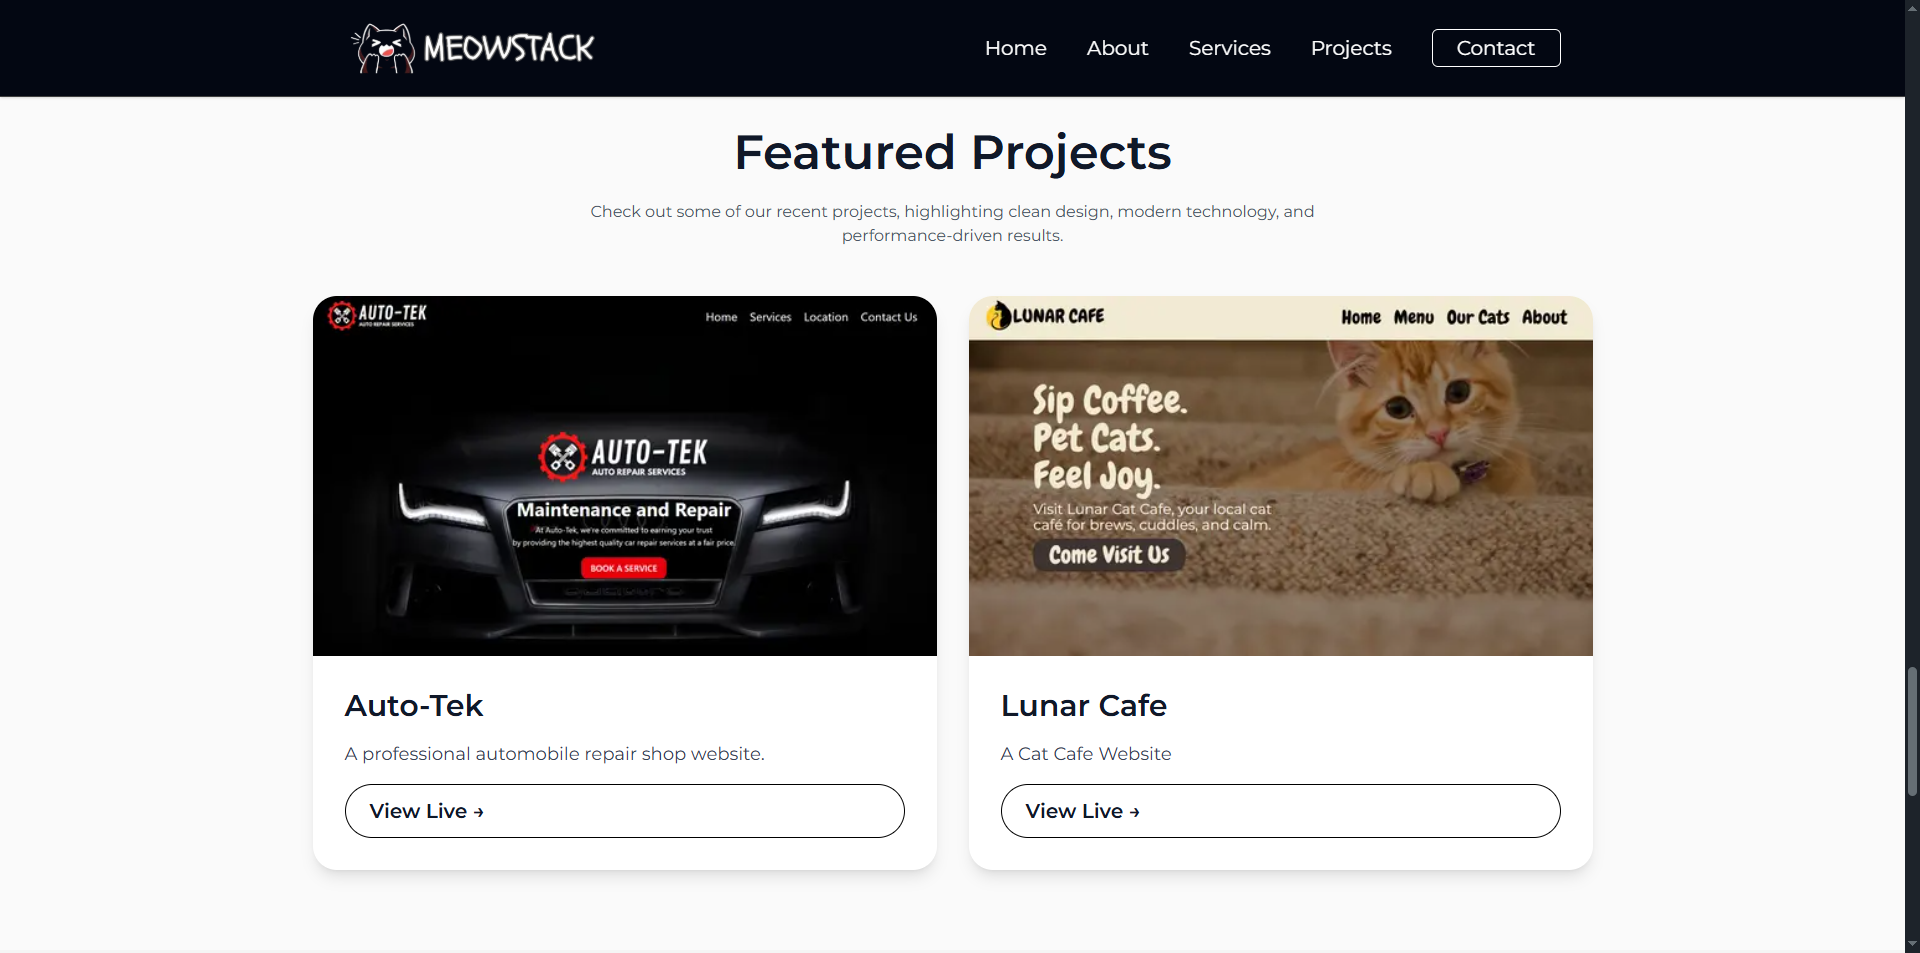 MEOWSTACK
Home About Services Projects Contact
Featured Projects
Check out some of our recent projects, highlighting clean design, modern technology, and
performance-driven results.
AUTO-TEK
AUTO REPAIR SERVICES
Home Services Location Contact Us
AUTO-TEK
AUTO REPAIR SERVICES
Maintenance and Repair
At Auto-Tek, we're committed to earning your trust
by providing the highest quality car repair services at a fair price.
BOOK A SERVICE
Auto-Tek
A professional automobile repair shop website.
View Live →
LUNAR CAFE
Home Menu Our Cats About
Sip Coffee.
Pet Cats.
Feel Joy.
Visit Lunar Cat Cafe, your local cat
café for brews, cuddles, and calm.
Come Visit Us
Lunar Cafe
A Cat Cafe Website
View Live →